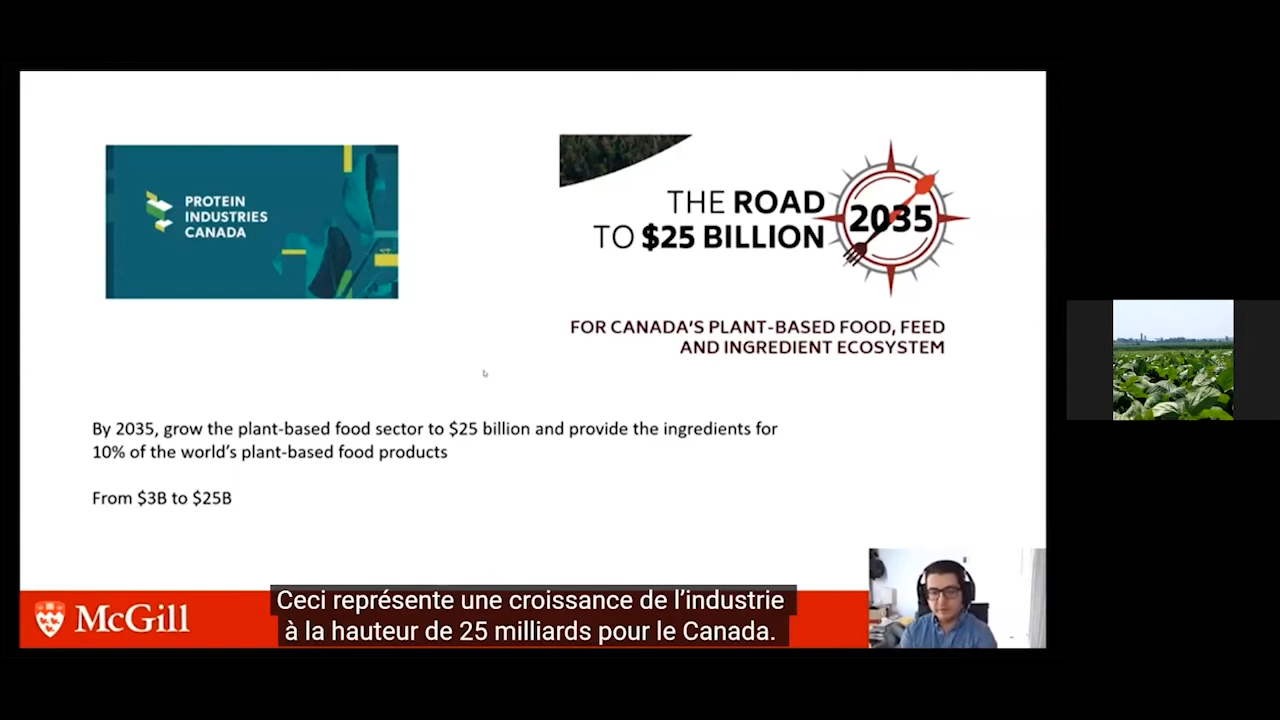 PROTEIN
INDUSTRIES
CANADA
THE ROAD
TO $25 BILLION
2035
FOR CANADA'S PLANT-BASED FOOD, FEED
AND INGREDIENT ECOSYSTEM
By 2035, grow the plant-based food sector to $25 billion and provide the ingredients for
10% of the world's plant-based food products
From $3B to $25B
McGill
Ceci représente une croissance de l'industrie
à la hauteur de 25 milliards pour le Canada.